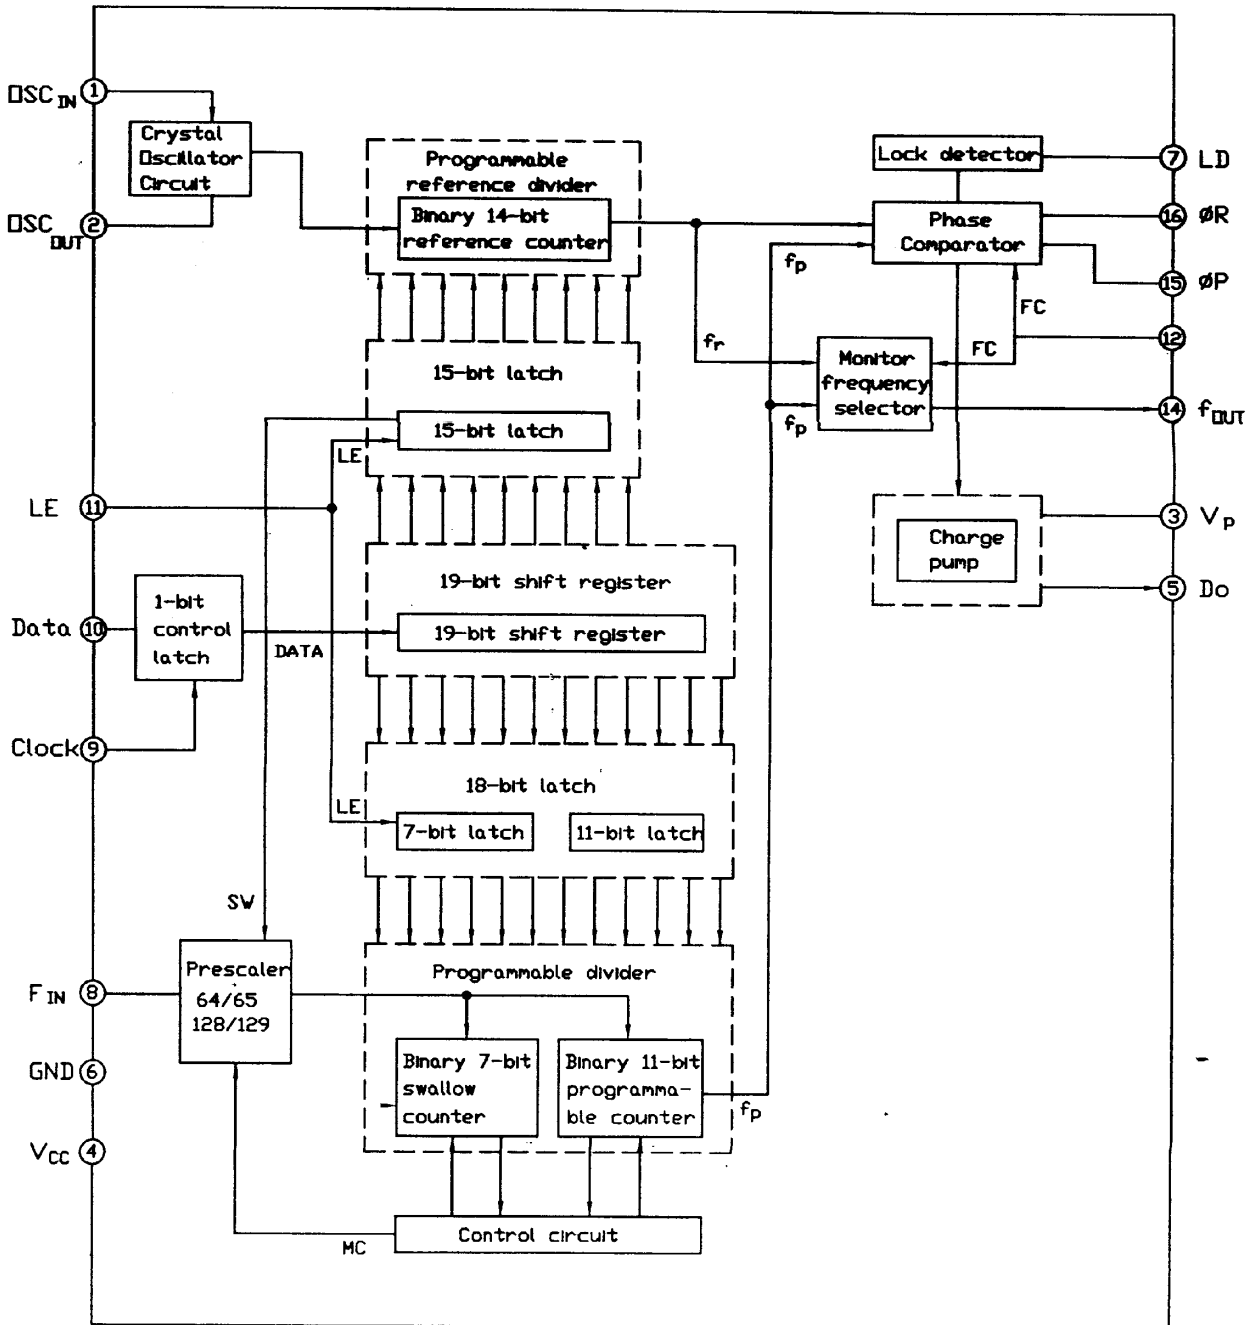 OSC IN 1
Crystal
Oscillator
Circuit
OSC OUT 2
Programmable
reference divider
Binary 14-bit
reference counter
Lock detector
7 LD
Phase
Comparator
16 ØR
15 ØP
fp
FC
12
fr
FC
Monitor
frequency
selector
14 fOUT
fp
15-bit latch
15-bit latch
LE
LE 11
3 Vp
Charge
pump
5 Do
19-bit shift register
19-bit shift register
1-bit
control
latch
Data 10
DATA
Clock 9
18-bit latch
LE
7-bit latch
11-bit latch
SW
Programmable divider
Prescaler
64/65
128/129
F IN 8
GND 6
VCC 4
Binary 7-bit
swallow
counter
Binary 11-bit
programma-
ble counter
fp
Control circuit
MC